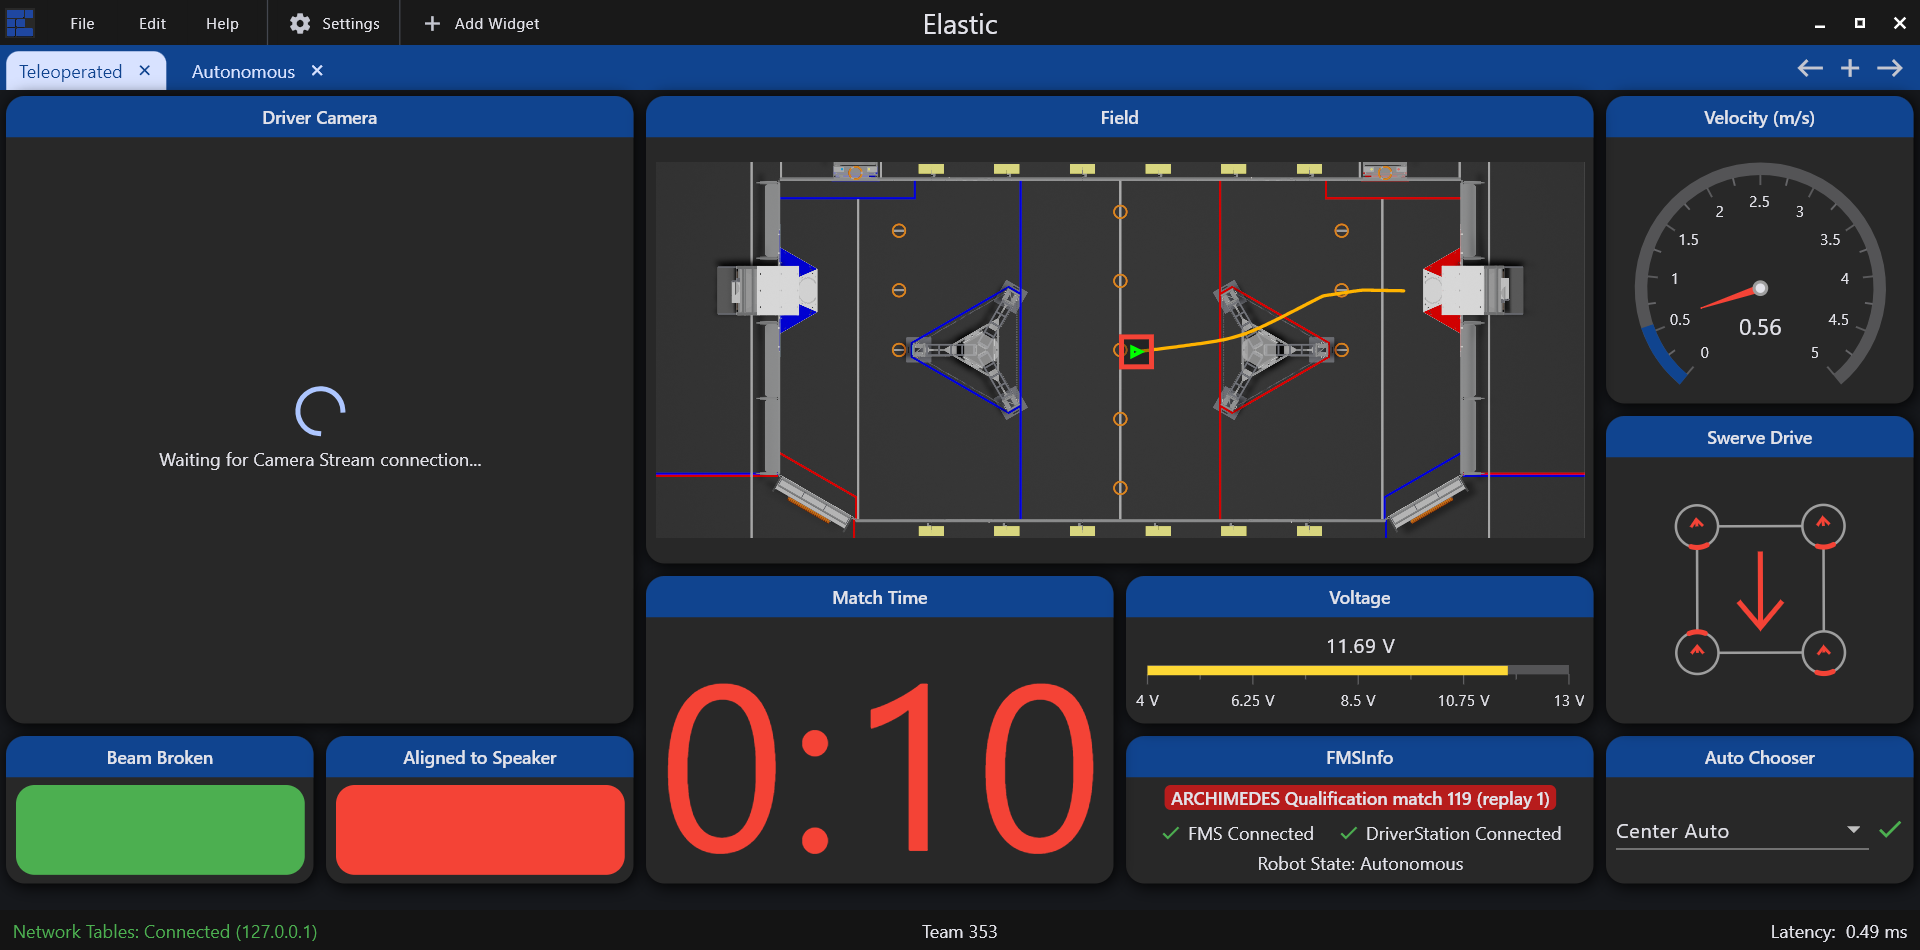 File Edit Help Settings Add Widget Elastic
Teleoperated Autonomous
Driver Camera
Waiting for Camera Stream connection...
Field
Velocity (m/s)
0 0.5 1 1.5 2 2.5 3 3.5 4 4.5 5
0.56
Swerve Drive
Match Time
0:10
Voltage
11.69 V
4 V 6.25 V 8.5 V 10.75 V 13 V
Beam Broken
Aligned to Speaker
FMSInfo
ARCHIMEDES Qualification match 119 (replay 1)
FMS Connected DriverStation Connected
Robot State: Autonomous
Auto Chooser
Center Auto
Network Tables: Connected (127.0.0.1) Team 353 Latency: 0.49 ms